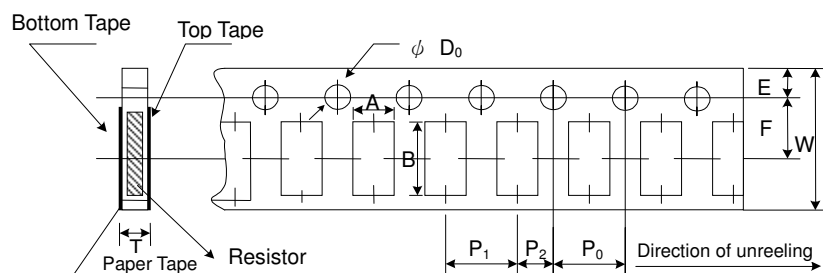 Bottom Tape
Top Tape
φ D₀
A
B
E
F
W
T
Paper Tape
Resistor
P₁
P₂
P₀
Direction of unreeling